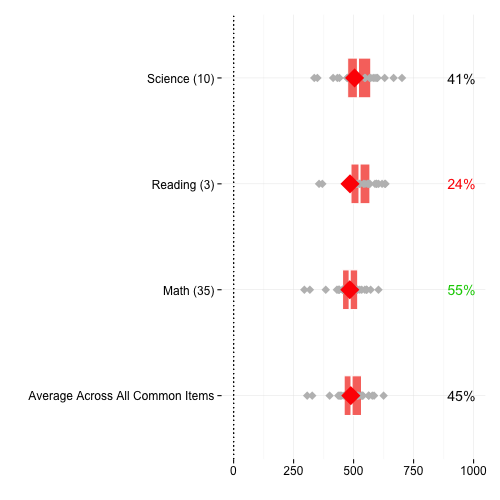 Science (10)
41%
Reading (3)
24%
Math (35)
55%
Average Across All Common Items
45%
0 250 500 750 1000